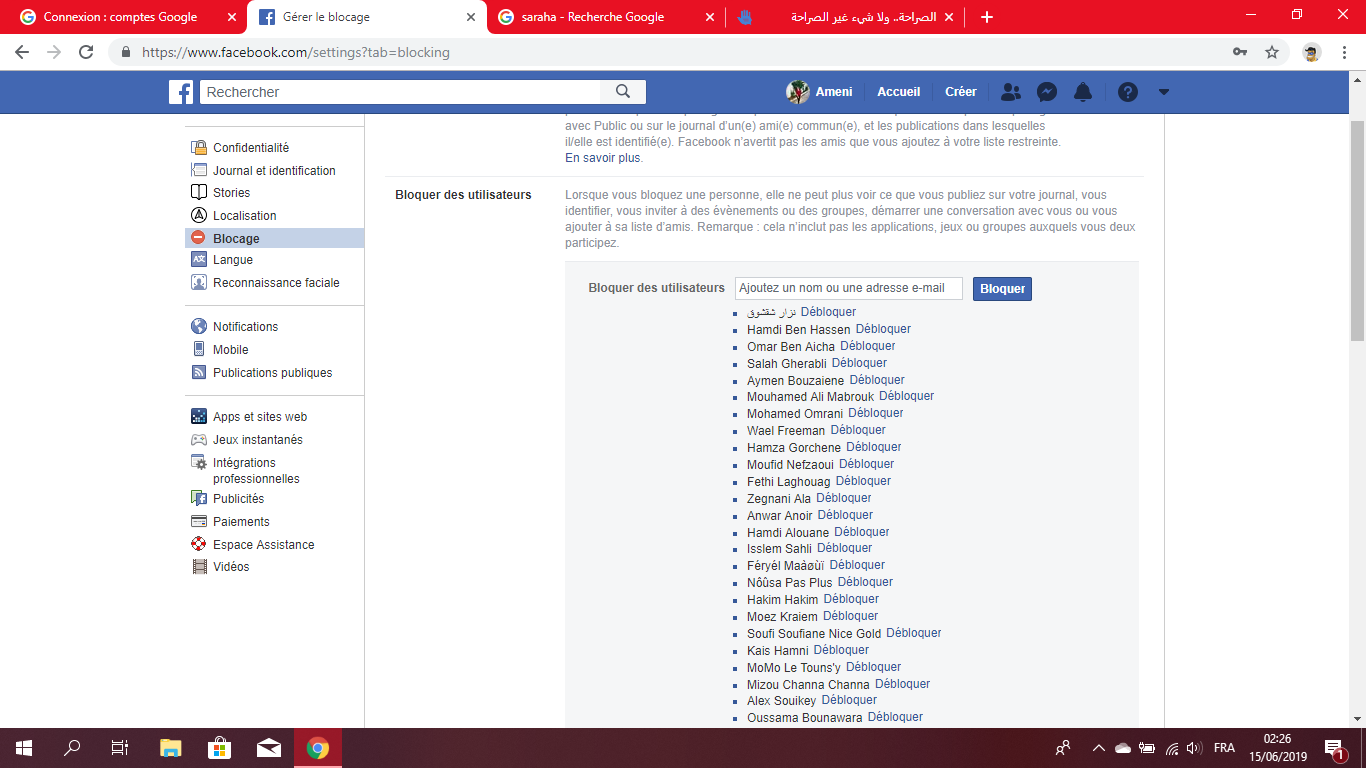 Connexion : comptes Google
Gérer le blocage
saraha - Recherche Google
الصراحة.. ولا شيء غير الصراحة
https://www.facebook.com/settings?tab=blocking
Rechercher
Ameni
Accueil
Créer
Confidentialité
Journal et identification
Stories
Localisation
Blocage
Langue
Reconnaissance faciale
Notifications
Mobile
Publications publiques
Apps et sites web
Jeux instantanés
Intégrations
professionnelles
Publicités
Paiements
Espace Assistance
Vidéos
avec Public ou sur le journal d'un(e) ami(e) commun(e), et les publications dans lesquelles
il/elle est identifié(e). Facebook n'avertit pas les amis que vous ajoutez à votre liste restreinte.
En savoir plus.
Bloquer des utilisateurs
Lorsque vous bloquez une personne, elle ne peut plus voir ce que vous publiez sur votre journal, vous
identifier, vous inviter à des évènements ou des groupes, démarrer une conversation avec vous ou vous
ajouter à sa liste d'amis. Remarque : cela n'inclut pas les applications, jeux ou groupes auxquels vous deux
participez.
Bloquer des utilisateurs Ajoutez un nom ou une adresse e-mail Bloquer
نزار شقشوق Débloquer
Hamdi Ben Hassen Débloquer
Omar Ben Aicha Débloquer
Salah Gherabli Débloquer
Aymen Bouzaiene Débloquer
Mouhamed Ali Mabrouk Débloquer
Mohamed Omrani Débloquer
Wael Freeman Débloquer
Hamza Gorchene Débloquer
Moufid Nefzaoui Débloquer
Fethi Laghouag Débloquer
Zegnani Ala Débloquer
Anwar Anoir Débloquer
Hamdi Alouane Débloquer
Isslem Sahli Débloquer
Féryél Maåøùï Débloquer
Nôûsa Pas Plus Débloquer
Hakim Hakim Débloquer
Moez Kraiem Débloquer
Soufi Soufiane Nice Gold Débloquer
Kais Hamni Débloquer
MoMo Le Touns'y Débloquer
Mizou Channa Channa Débloquer
Alex Souikey Débloquer
Oussama Bounawara Débloquer
FRA
02:26
15/06/2019
1